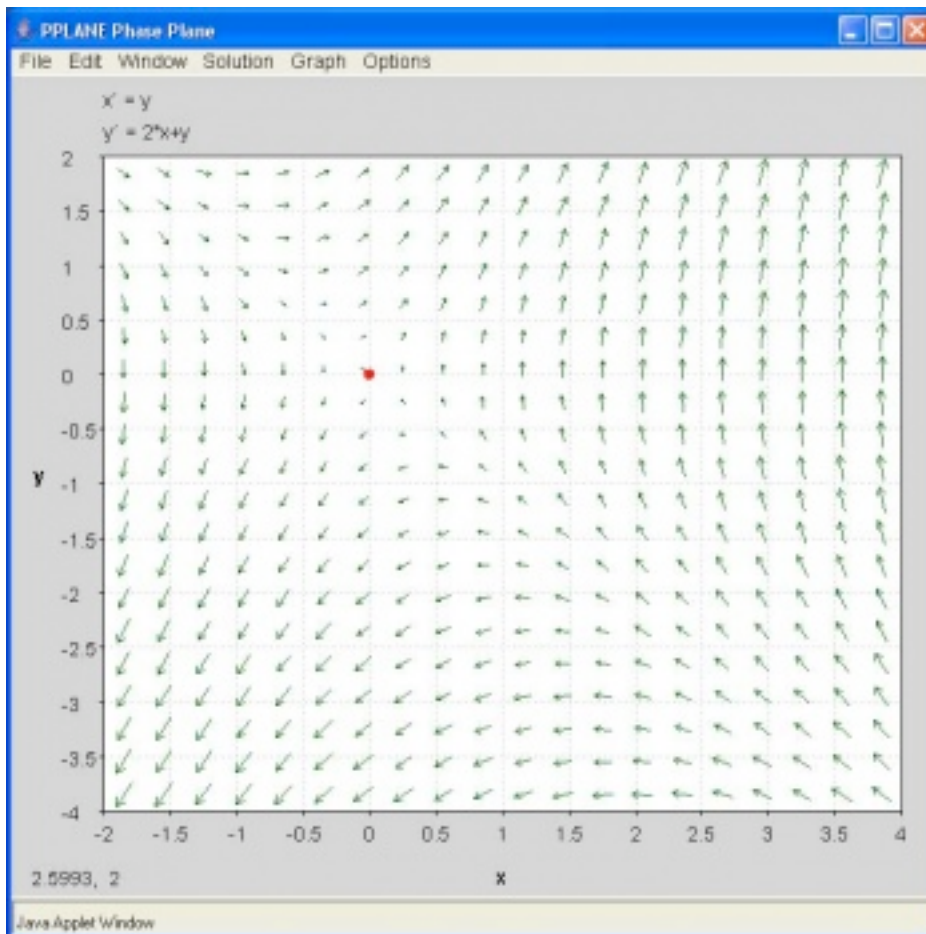 PPLANE Phase Plane
File Edit Window Solution Graph Options
x' = y
y' = 2*x+y
2
1.5
1
0.5
0
-0.5
y
-1
-1.5
-2
-2.5
-3
-3.5
-4
-2 -1.5 -1 -0.5 0 0.5 1 1.5 2 2.5 3 3.5 4
x
2.5993, 2
Java Applet Window